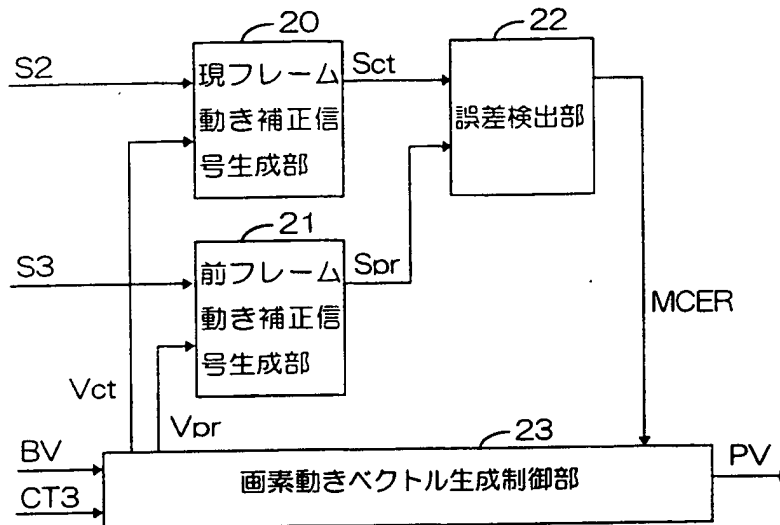 20
22
S2
現フレーム
動き補正信
号生成部
Sct
誤差検出部
21
S3
前フレーム
動き補正信
号生成部
Spr
MCER
Vct
Vpr
23
BV
画素動きベクトル生成制御部
PV
CT3